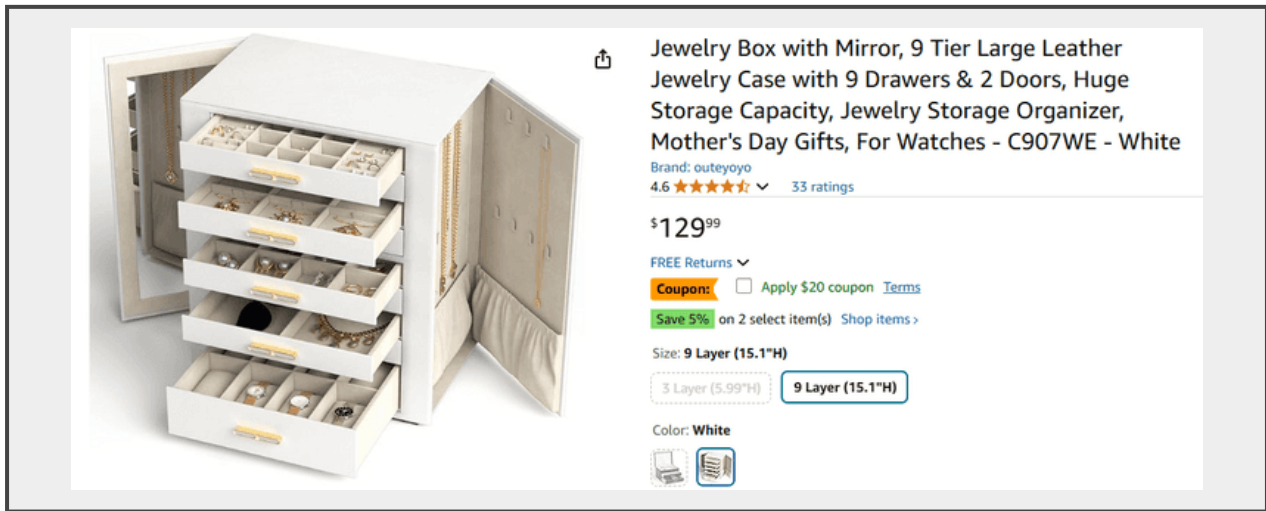 Jewelry Box with Mirror, 9 Tier Large Leather
Jewelry Case with 9 Drawers & 2 Doors, Huge
Storage Capacity, Jewelry Storage Organizer,
Mother's Day Gifts, For Watches - C907WE - White
Brand: outeyoyo
4.6 33 ratings
$129.99
FREE Returns
Coupon: Apply $20 coupon Terms
Save 5% on 2 select item(s) Shop items ›
Size: 9 Layer (15.1"H)
3 Layer (5.99"H) 9 Layer (15.1"H)
Color: White